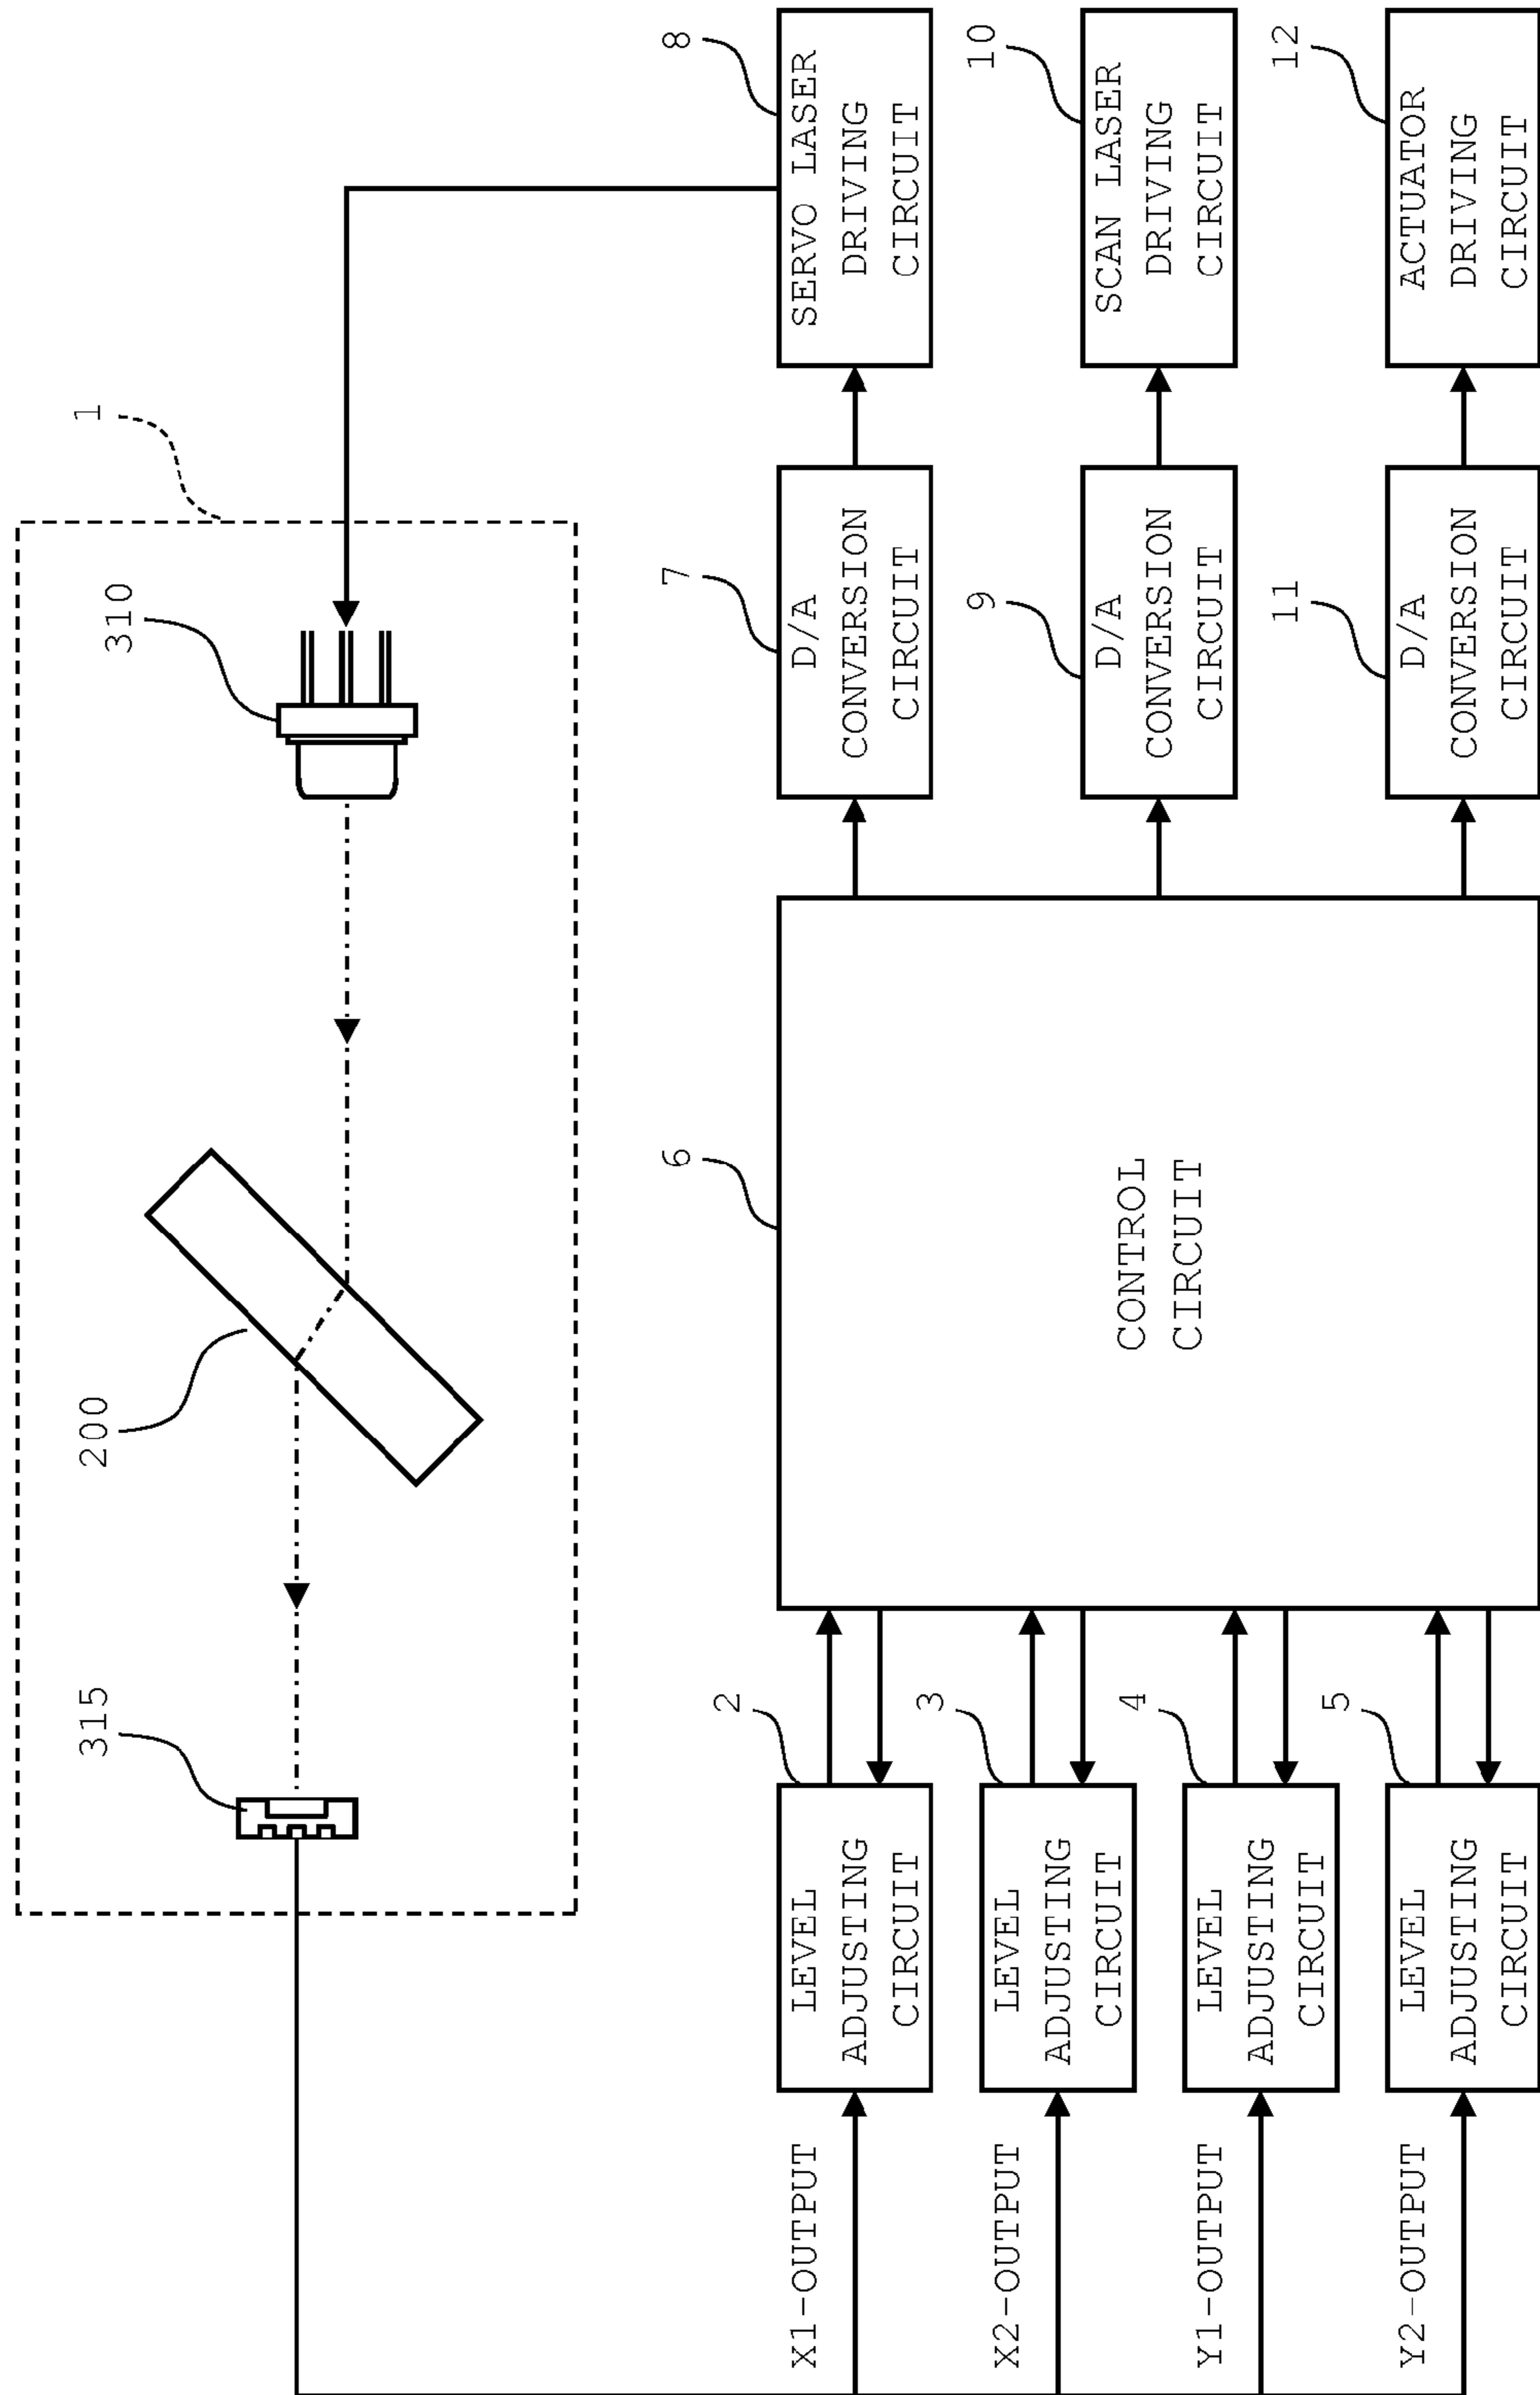 1
315
200
310
X1-OUTPUT
2
LEVEL
ADJUSTING
CIRCUIT
X2-OUTPUT
3
LEVEL
ADJUSTING
CIRCUIT
Y1-OUTPUT
4
LEVEL
ADJUSTING
CIRCUIT
Y2-OUTPUT
5
LEVEL
ADJUSTING
CIRCUIT
6
CONTROL
CIRCUIT
7
D/A
CONVERSION
CIRCUIT
8
SERVO LASER
DRIVING
CIRCUIT
9
D/A
CONVERSION
CIRCUIT
10
SCAN LASER
DRIVING
CIRCUIT
11
D/A
CONVERSION
CIRCUIT
12
ACTUATOR
DRIVING
CIRCUIT